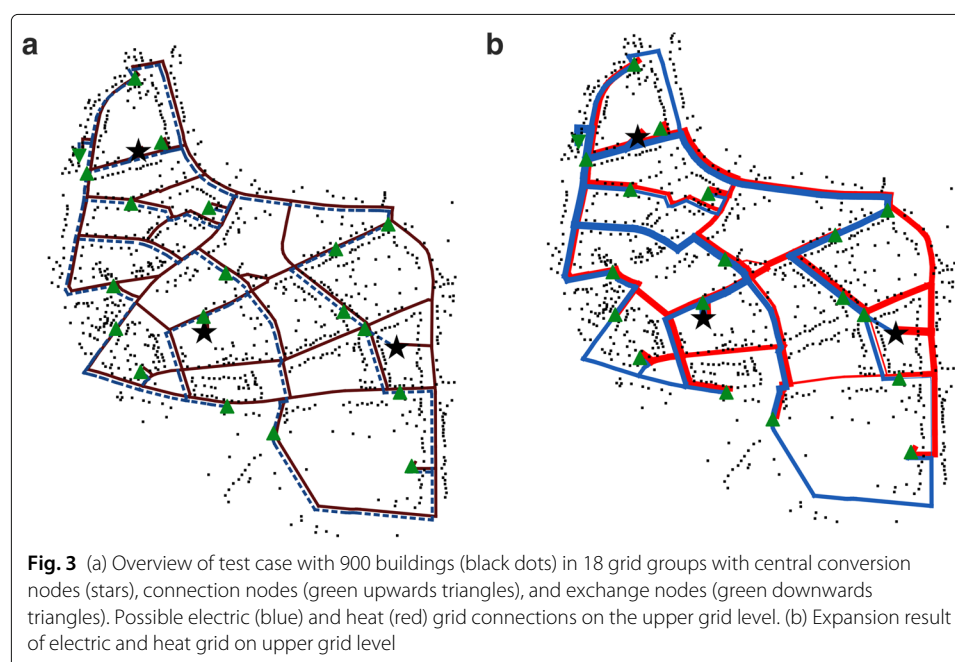 a
b
Fig. 3 (a) Overview of test case with 900 buildings (black dots) in 18 grid groups with central conversion
nodes (stars), connection nodes (green upwards triangles), and exchange nodes (green downwards
triangles). Possible electric (blue) and heat (red) grid connections on the upper grid level. (b) Expansion result
of electric and heat grid on upper grid level